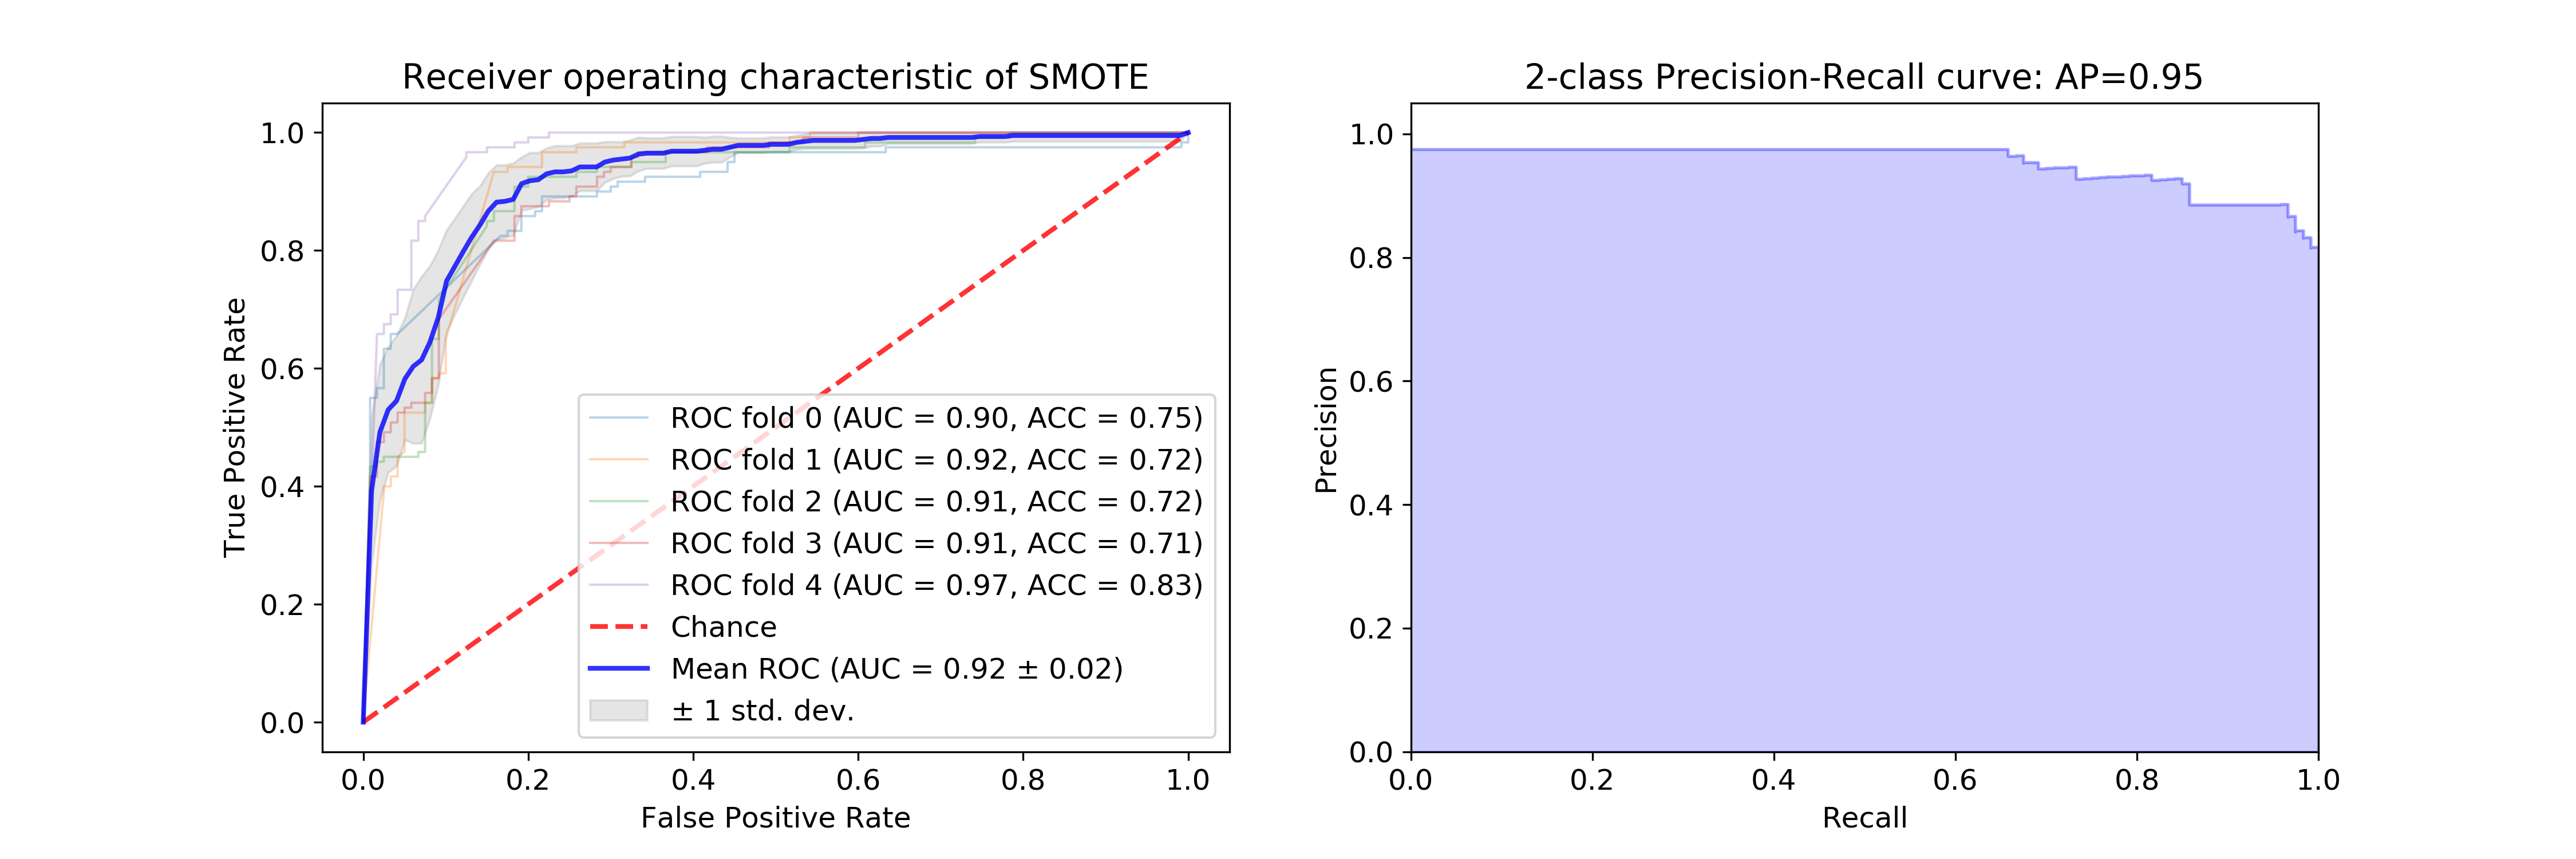 Receiver operating characteristic of SMOTE
True Positive Rate
1.0
0.8
0.6
0.4
0.2
0.0
ROC fold 0 (AUC = 0.90, ACC = 0.75)
ROC fold 1 (AUC = 0.92, ACC = 0.72)
ROC fold 2 (AUC = 0.91, ACC = 0.72)
ROC fold 3 (AUC = 0.91, ACC = 0.71)
ROC fold 4 (AUC = 0.97, ACC = 0.83)
Chance
Mean ROC (AUC = 0.92 ± 0.02)
± 1 std. dev.
0.0 0.2 0.4 0.6 0.8 1.0
False Positive Rate
2-class Precision-Recall curve: AP=0.95
Precision
1.0
0.8
0.6
0.4
0.2
0.0
0.0 0.2 0.4 0.6 0.8 1.0
Recall